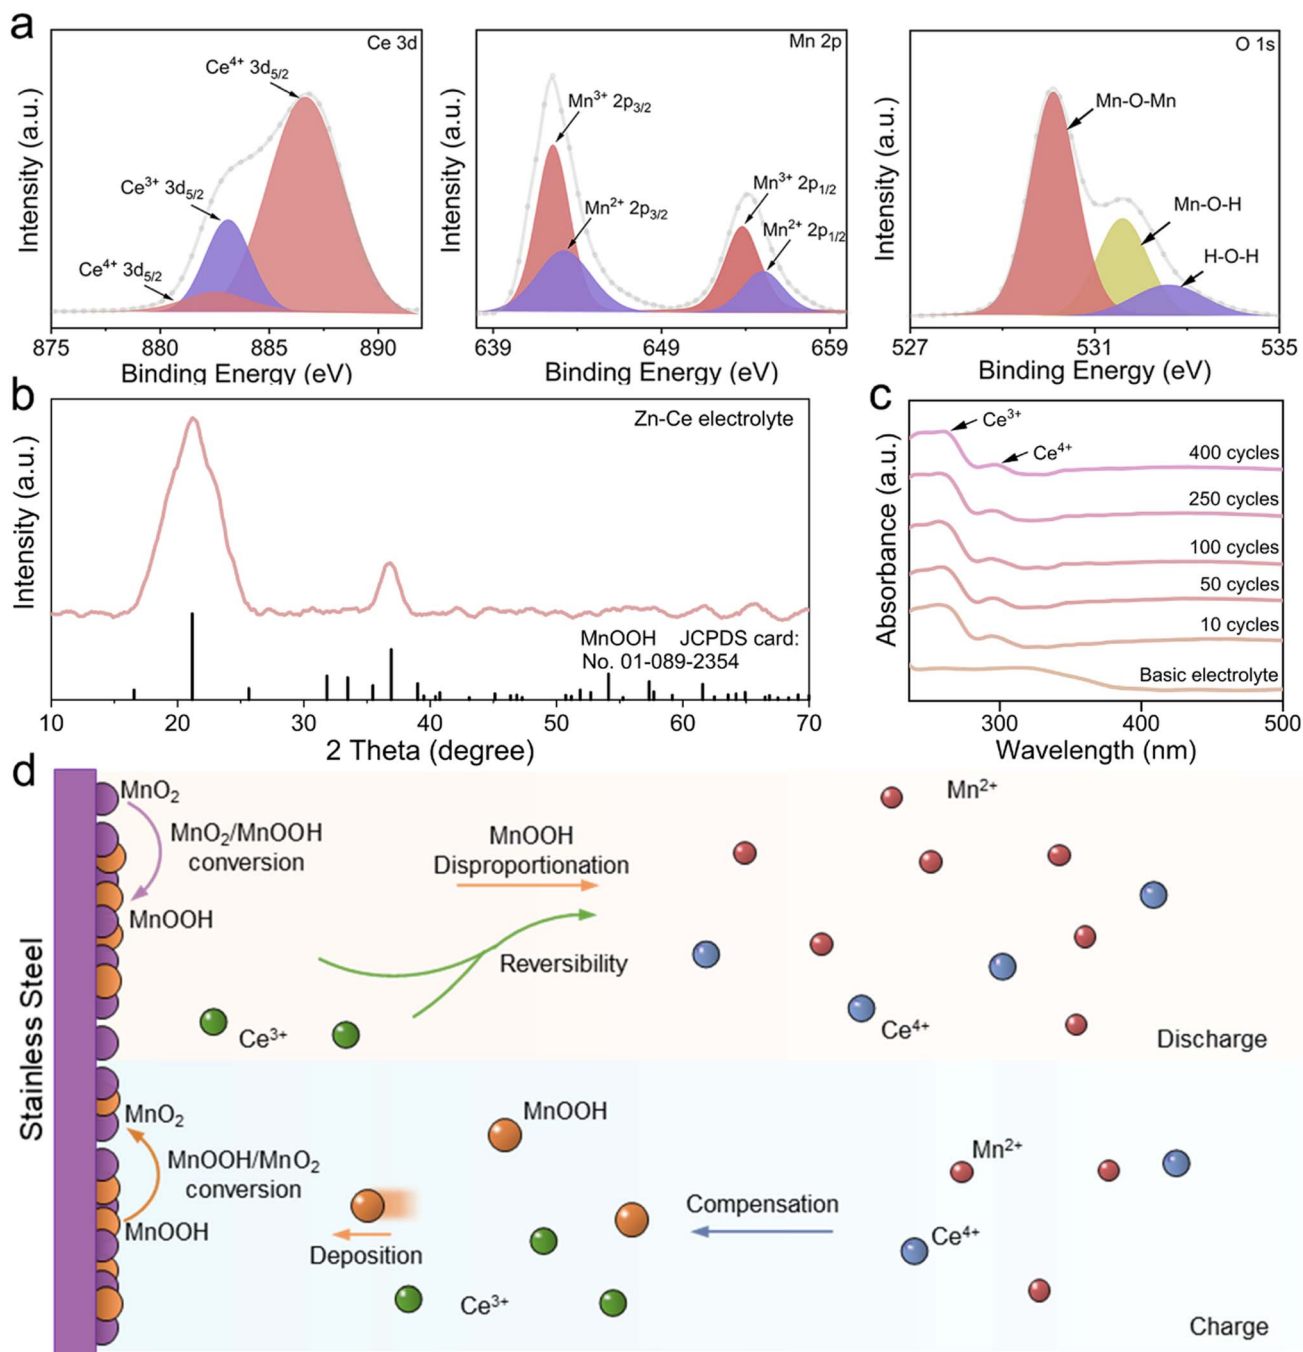 a
Ce 3d
Ce⁴⁺ 3d₅/₂
Ce³⁺ 3d₅/₂
Ce⁴⁺ 3d₅/₂
Intensity (a.u.)
875 880 885 890
Binding Energy (eV)
Mn 2p
Mn³⁺ 2p₃/₂
Mn²⁺ 2p₃/₂
Mn³⁺ 2p₁/₂
Mn²⁺ 2p₁/₂
Intensity (a.u.)
639 649 659
Binding Energy (eV)
O 1s
Mn-O-Mn
Mn-O-H
H-O-H
Intensity (a.u.)
527 531 535
Binding Energy (eV)
b
Zn-Ce electrolyte
Intensity (a.u.)
MnOOH JCPDS card:
No. 01-089-2354
10 20 30 40 50 60 70
2 Theta (degree)
c
Ce³⁺
Ce⁴⁺
400 cycles
250 cycles
100 cycles
50 cycles
10 cycles
Basic electrolyte
Absorbance (a.u.)
300 400 500
Wavelength (nm)
d
Stainless Steel
MnO₂
MnO₂/MnOOH
conversion
MnOOH
MnOOH
Disproportionation
Reversibility
Ce³⁺
Mn²⁺
Ce⁴⁺
Discharge
MnO₂
MnOOH/MnO₂
conversion
MnOOH
MnOOH
Deposition
Ce³⁺
Compensation
Mn²⁺
Ce⁴⁺
Charge